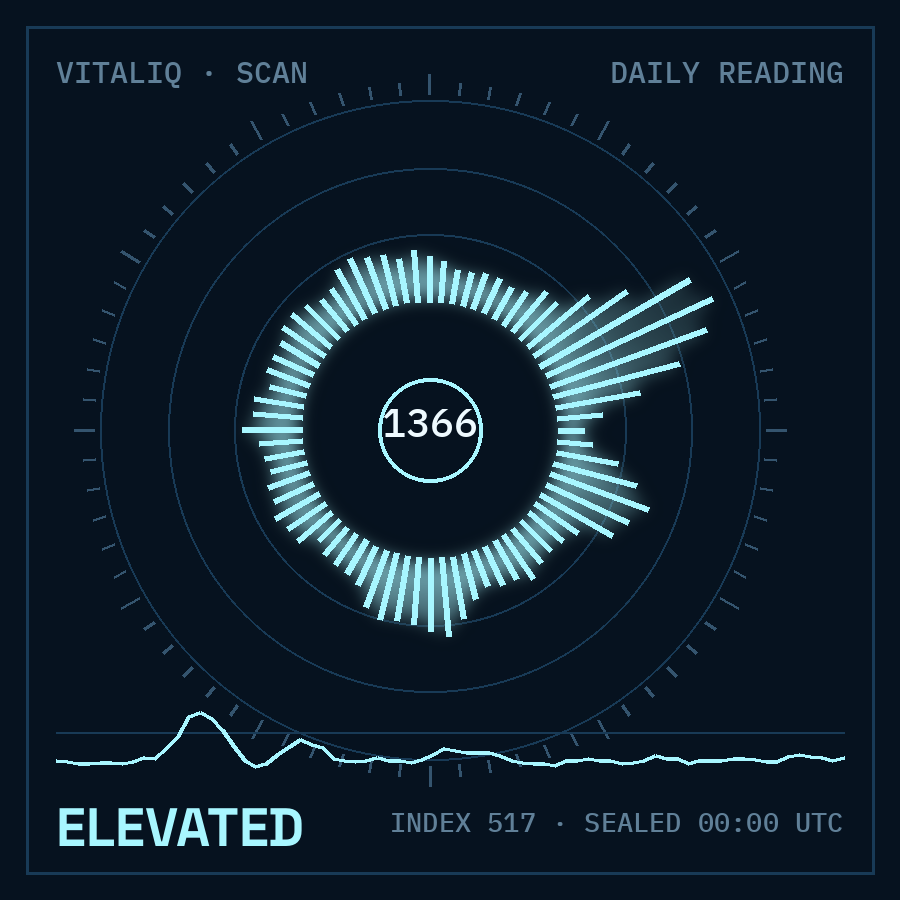 VITALIQ · SCAN
DAILY READING
1366
ELEVATED
INDEX 517 · SEALED 00:00 UTC